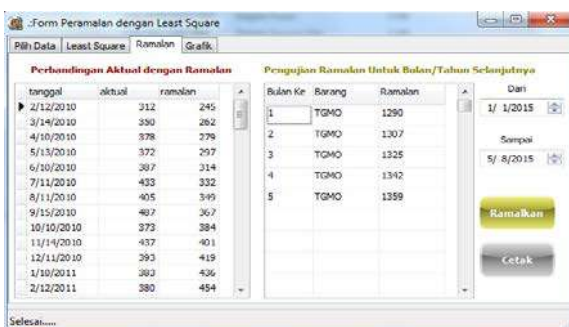 .:Form Peramalan dengan Least Square
Pilih Data Least Square Ramalan Grafik
Perbandingan Aktual dengan Ramalan
tanggal aktual ramalan
2/12/2010 312 245
3/14/2010 350 262
4/10/2010 378 279
5/13/2010 372 297
6/10/2010 387 314
7/11/2010 433 332
8/11/2010 405 349
9/15/2010 487 367
10/10/2010 373 384
11/14/2010 437 401
12/11/2010 393 419
1/10/2011 383 436
2/12/2011 380 454
Pengujian Ramalan Untuk Bulan/Tahun Selanjutnya
Bulan Ke Barang Ramalan
1 TGMO 1290
2 TGMO 1307
3 TGMO 1325
4 TGMO 1342
5 TGMO 1359
Dari
1/ 1/2015
Sampai
5/ 8/2015
Ramalkan
Cetak
Selesai.....